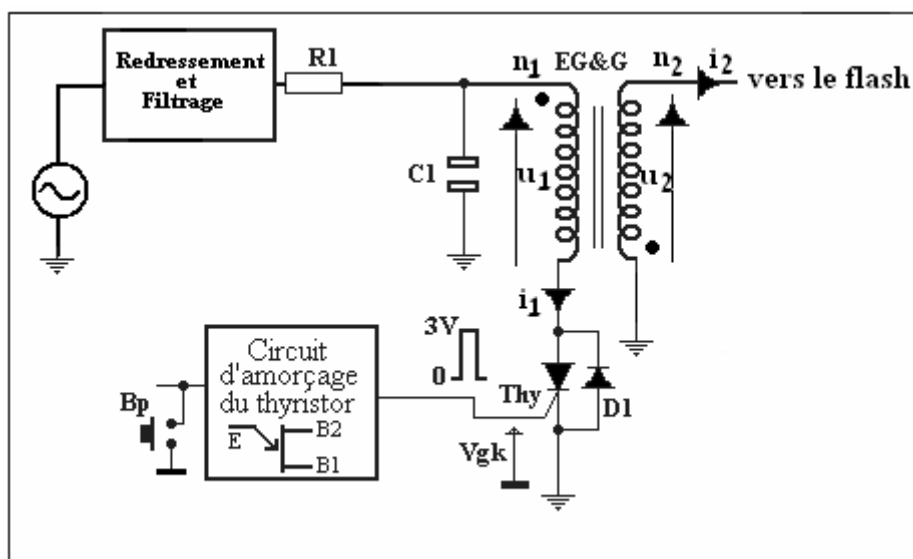 Redressement
et
Filtrage
R1
n1
EG&G
n2
i2
vers le flash
C1
u1
u2
i1
3V
0
Circuit
d'amorçage
du thyristor
Bp
E
B2
B1
Thy
D1
Vgk